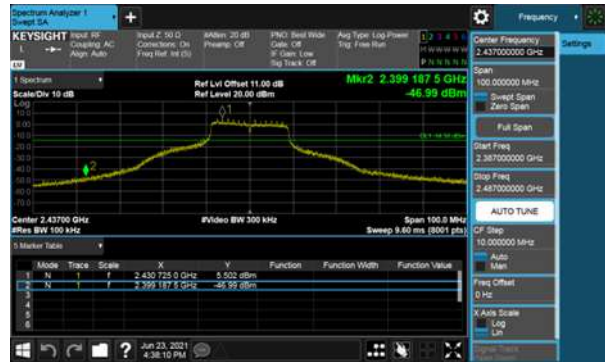 Spectrum Analyzer 1
Swept SA
+
Frequency
KEYSIGHT
Input: RF
Coupling: AC
Align: Auto
Input Z: 50 Ω
Corrections: On
Freq Ref: Int (S)
#Atten: 20 dB
Preamp: Off
PNO: Best Wide
Gate: Off
IF Gain: Low
Sig Track: Off
Avg Type: Log-Power
Trig: Free Run
Center Frequency
2.437000000 GHz
Settings
Span
100.000000 MHz
Swept Span
Zero Span
Full Span
Start Freq
2.387000000 GHz
Stop Freq
2.487000000 GHz
AUTO TUNE
CF Step
10.000000 MHz
Auto
Man
Freq Offset
0 Hz
X Axis Scale
Log
Lin
1 Spectrum
Scale/Div 10 dB
Ref Lvl Offset 11.00 dB
Ref Level 20.00 dBm
Mkr2 2.399 187 5 GHz
-46.99 dBm
Log
Center 2.43700 GHz
#Res BW 100 kHz
#Video BW 300 kHz
Span 100.0 MHz
Sweep 9.60 ms (8001 pts)
5 Marker Table
Mode Trace Scale X Y Function Function Width Function Value
1 N 1 f 2.430 725 0 GHz 5.502 dBm
2 N 1 f 2.399 187 5 GHz -46.99 dBm
3
4
5
6
Jun 23, 2021
4:38:10 PM